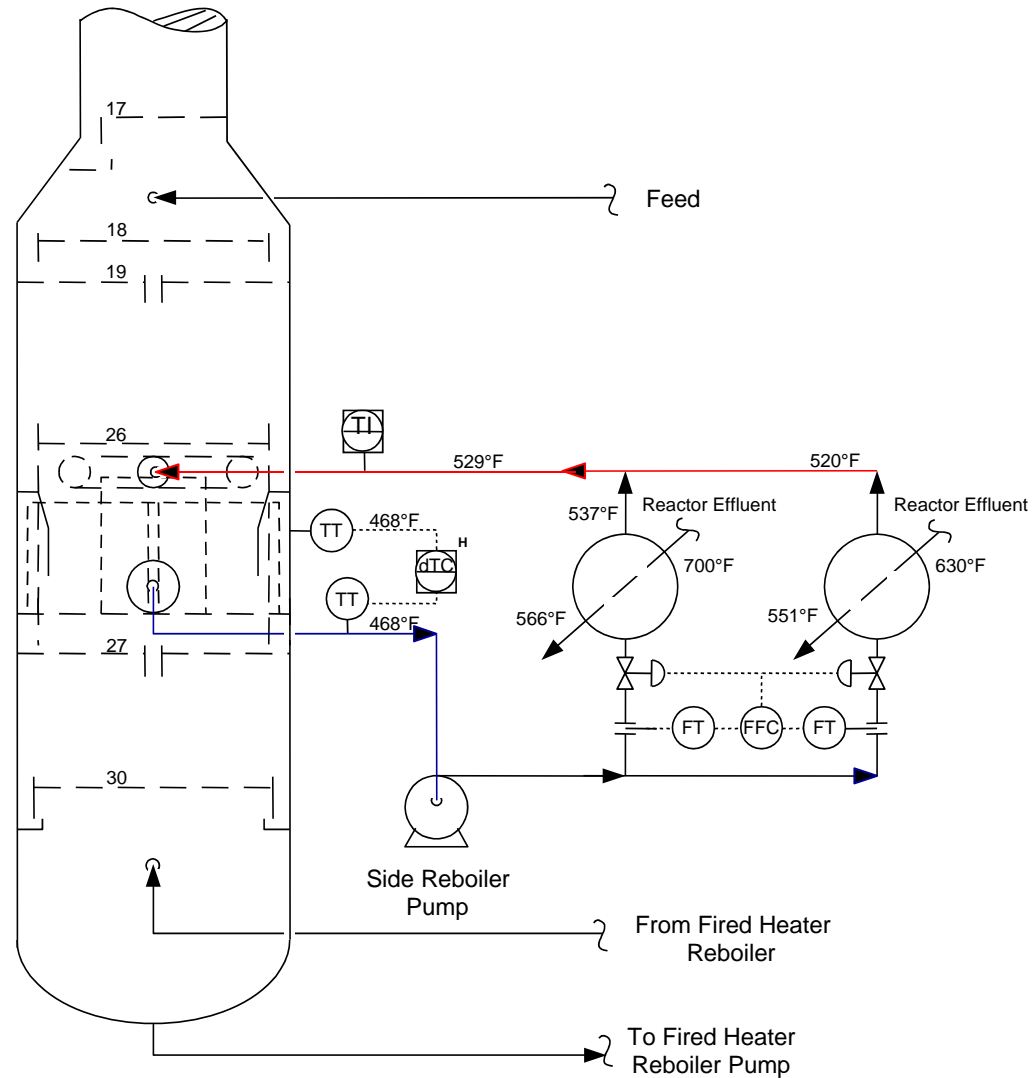 17
Feed
18
19
TI
26
529°F
520°F
Reactor Effluent
Reactor Effluent
537°F
TT
468°F
H
dTC
700°F
630°F
TT
468°F
566°F
551°F
27
FT
FFC
FT
30
Side Reboiler
Pump
From Fired Heater
Reboiler
To Fired Heater
Reboiler Pump